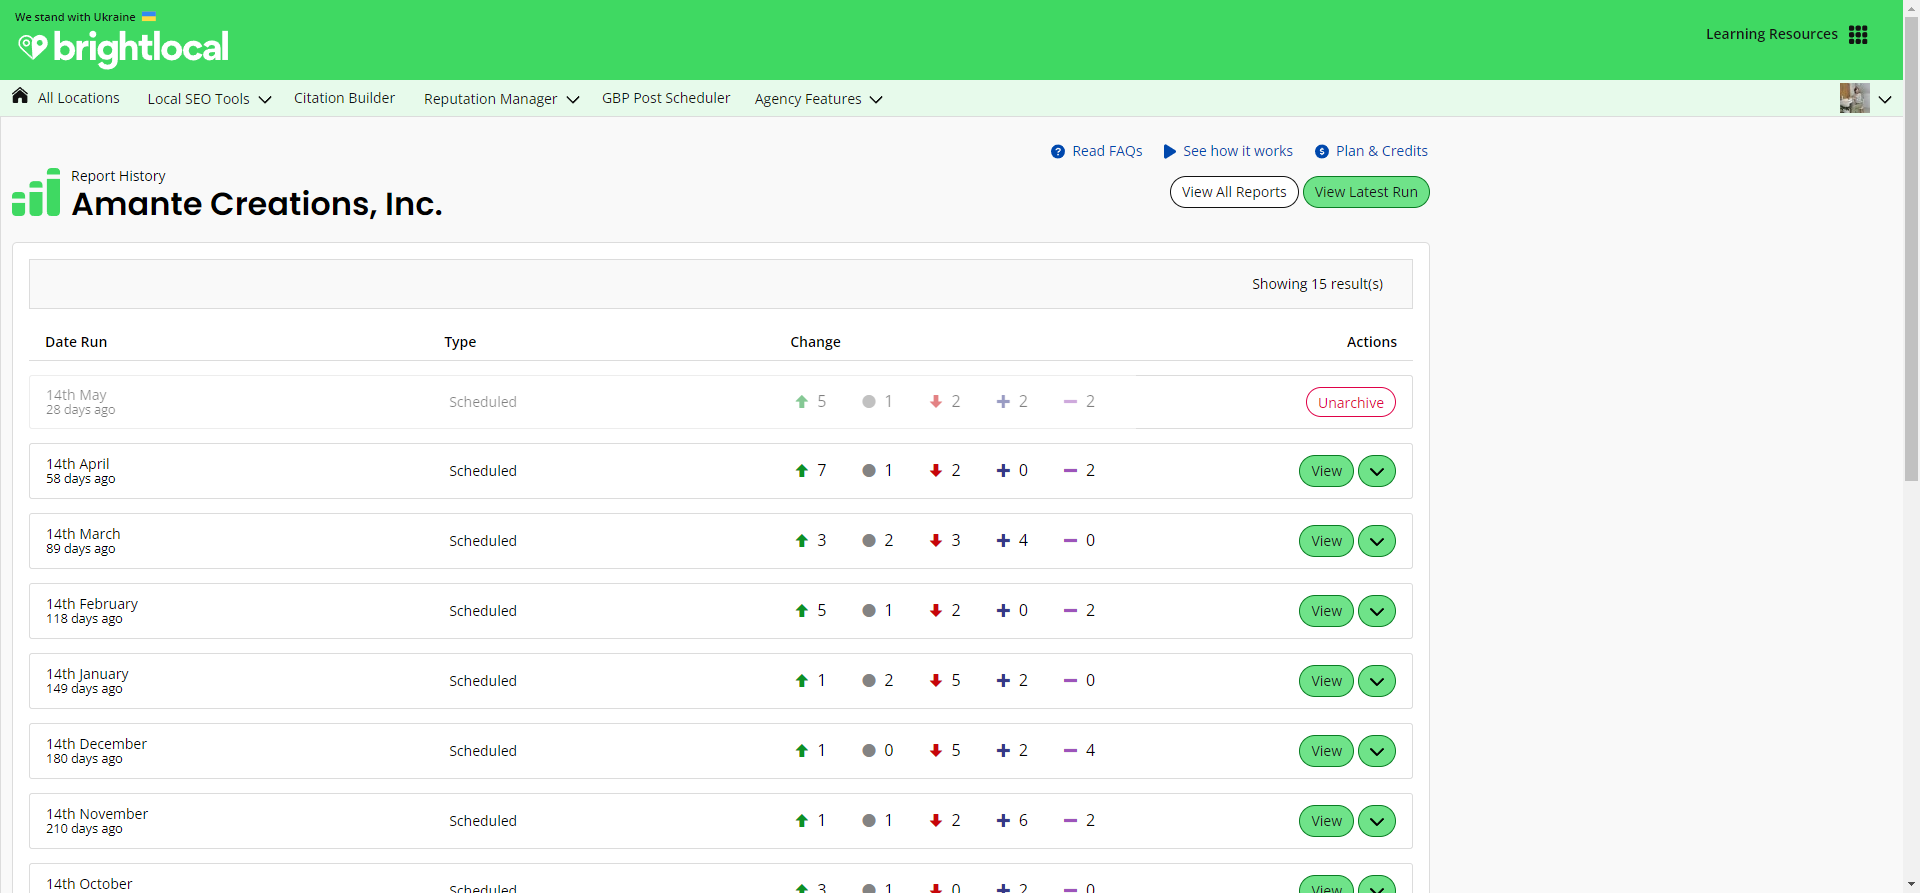 We stand with Ukraine
brightlocal
Learning Resources
All Locations Local SEO Tools Citation Builder Reputation Manager GBP Post Scheduler Agency Features
Read FAQs See how it works Plan & Credits
Report History
Amante Creations, Inc.
View All Reports View Latest Run
Showing 15 result(s)
Date Run Type Change Actions
14th May
28 days ago
Scheduled 5 1 2 2 2 Unarchive
14th April
58 days ago
Scheduled 7 1 2 0 2 View
14th March
89 days ago
Scheduled 3 2 3 4 0 View
14th February
118 days ago
Scheduled 5 1 2 0 2 View
14th January
149 days ago
Scheduled 1 2 5 2 0 View
14th December
180 days ago
Scheduled 1 0 5 2 4 View
14th November
210 days ago
Scheduled 1 1 2 6 2 View
14th October
Scheduled 3 1 0 2 0 View